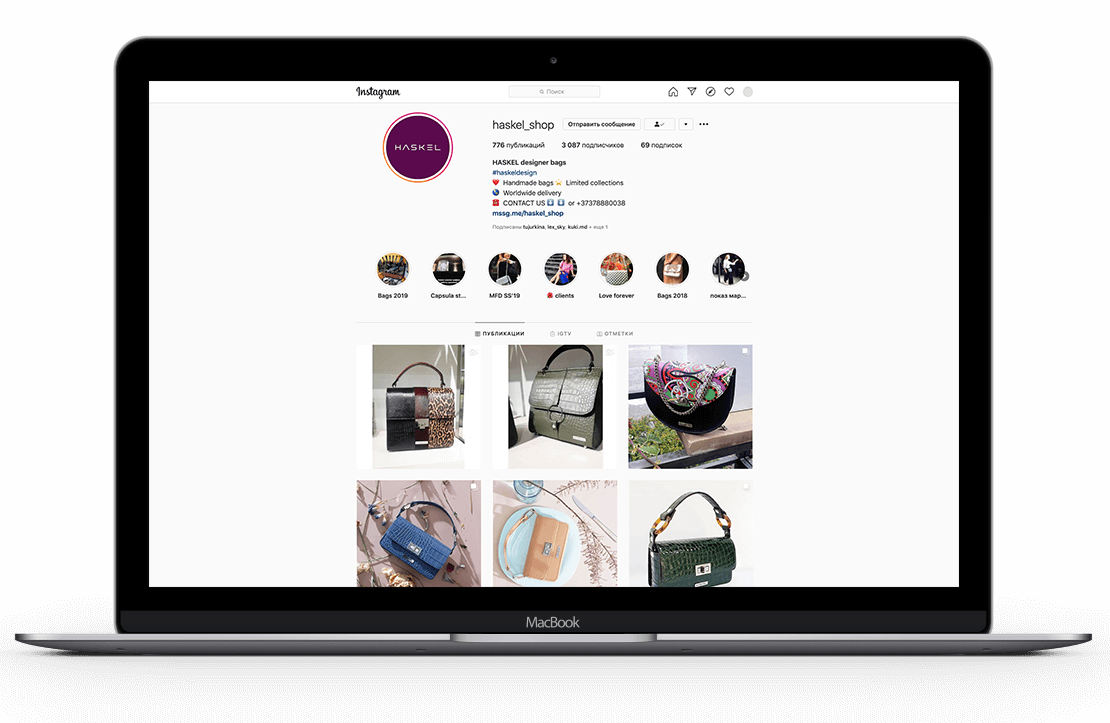 Instagram
Поиск
HASKEL
haskel_shop
Отправить сообщение
776 публикаций 3 087 подписчиков 69 подписок
HASKEL designer bags
#haskeldesign
Handmade bags Limited collections
Worldwide delivery
CONTACT US or +37378880038
mssg.me/haskel_shop
Подписаны tujurkina, lex_sky, kuki.md + еще 1
Bags 2019
Capsula st...
MFD SS'19
clients
Love forever
Bags 2018
показ мар...
ПУБЛИКАЦИИ IGTV ОТМЕТКИ
MacBook